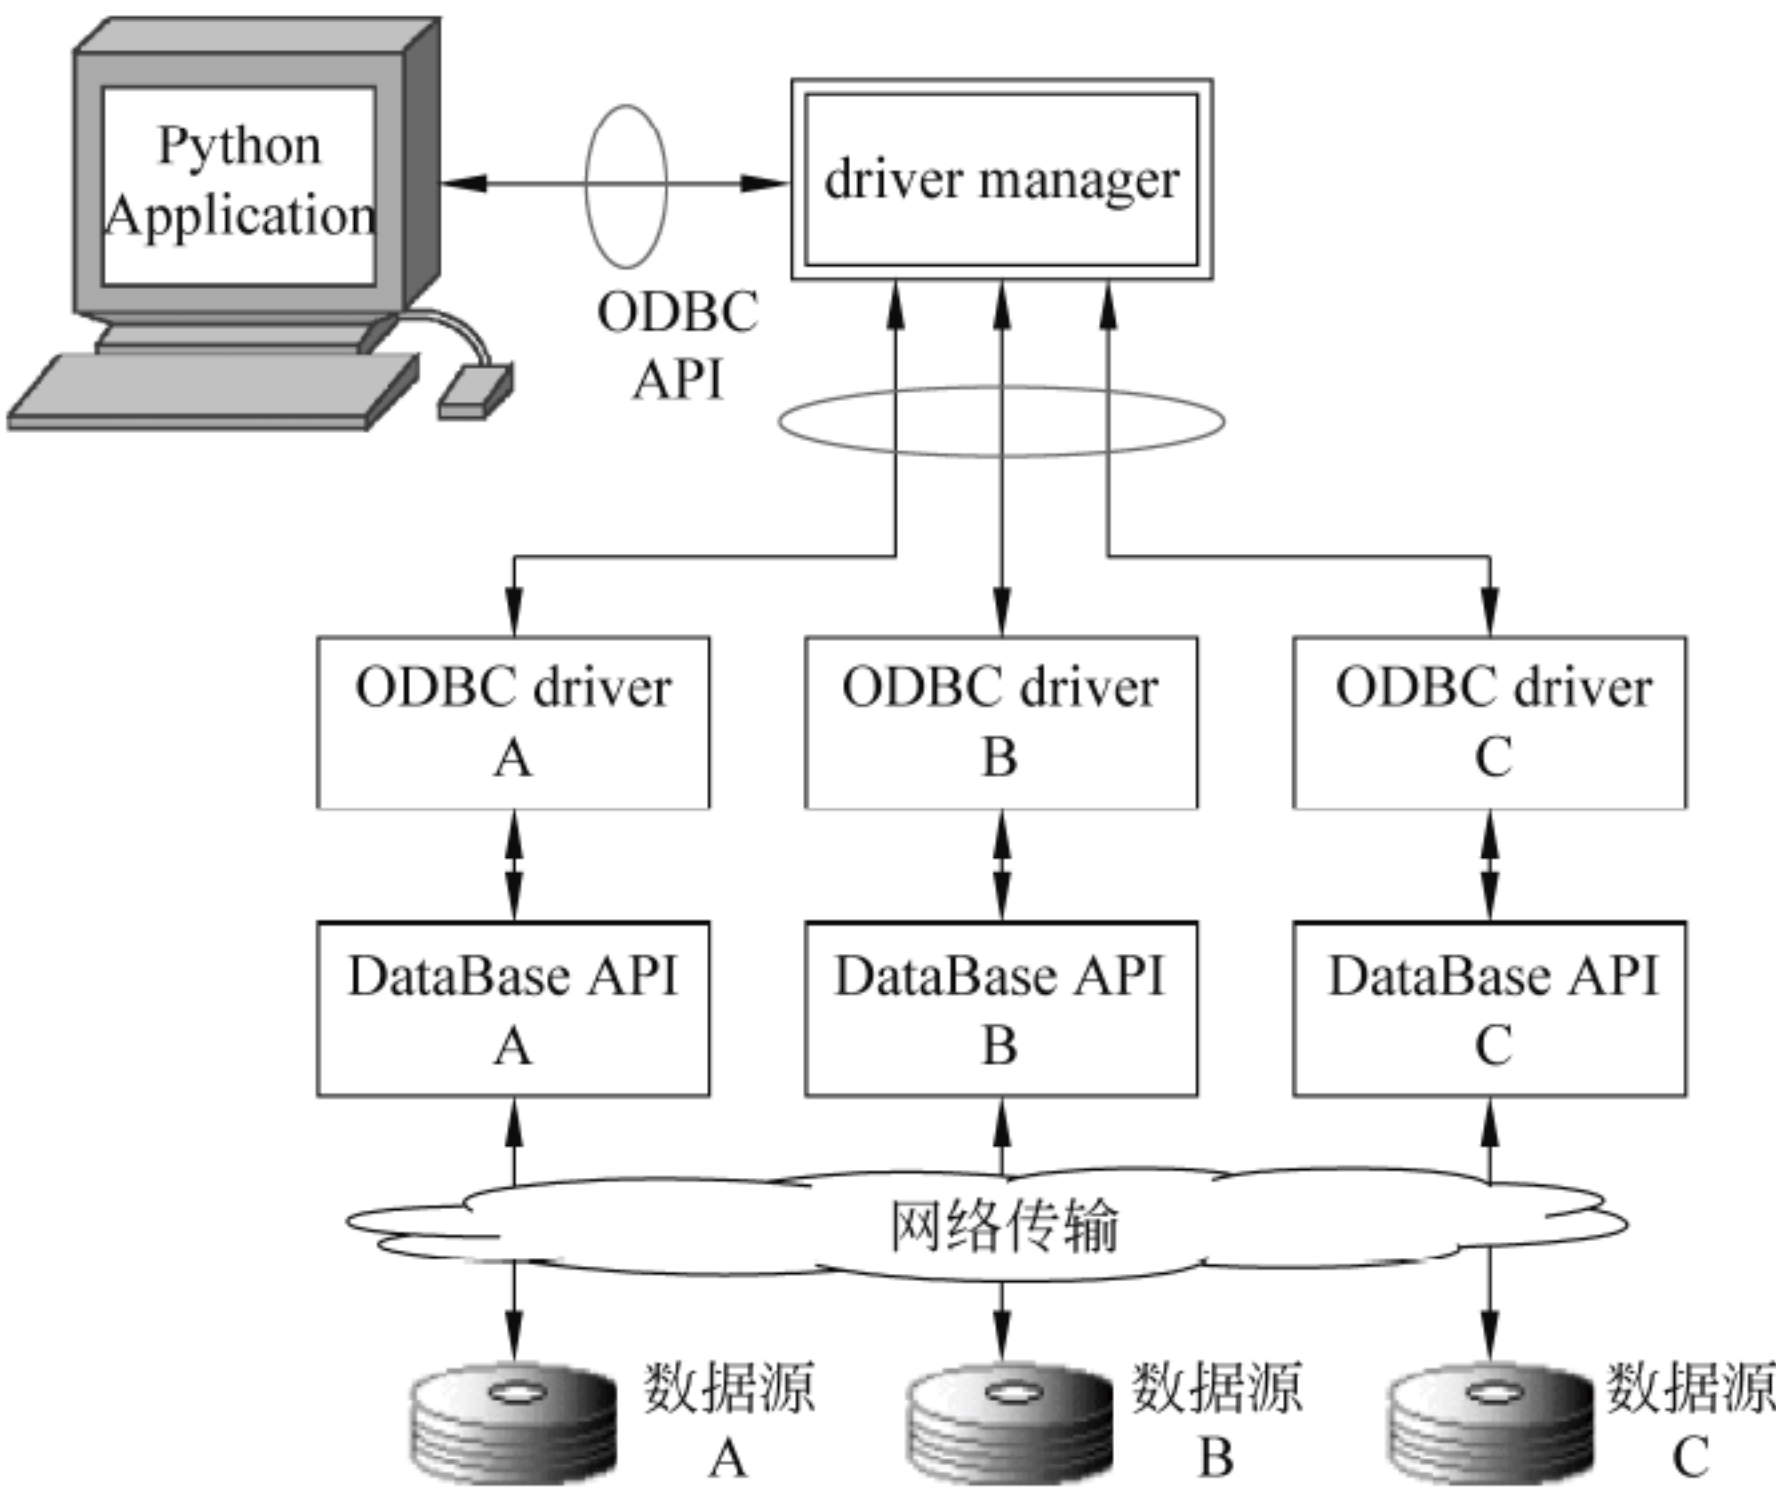 Python
Application
driver manager
ODBC
API
ODBC driver
A
ODBC driver
B
ODBC driver
C
DataBase API
A
DataBase API
B
DataBase API
C
网络传输
数据源
A
数据源
B
数据源
C